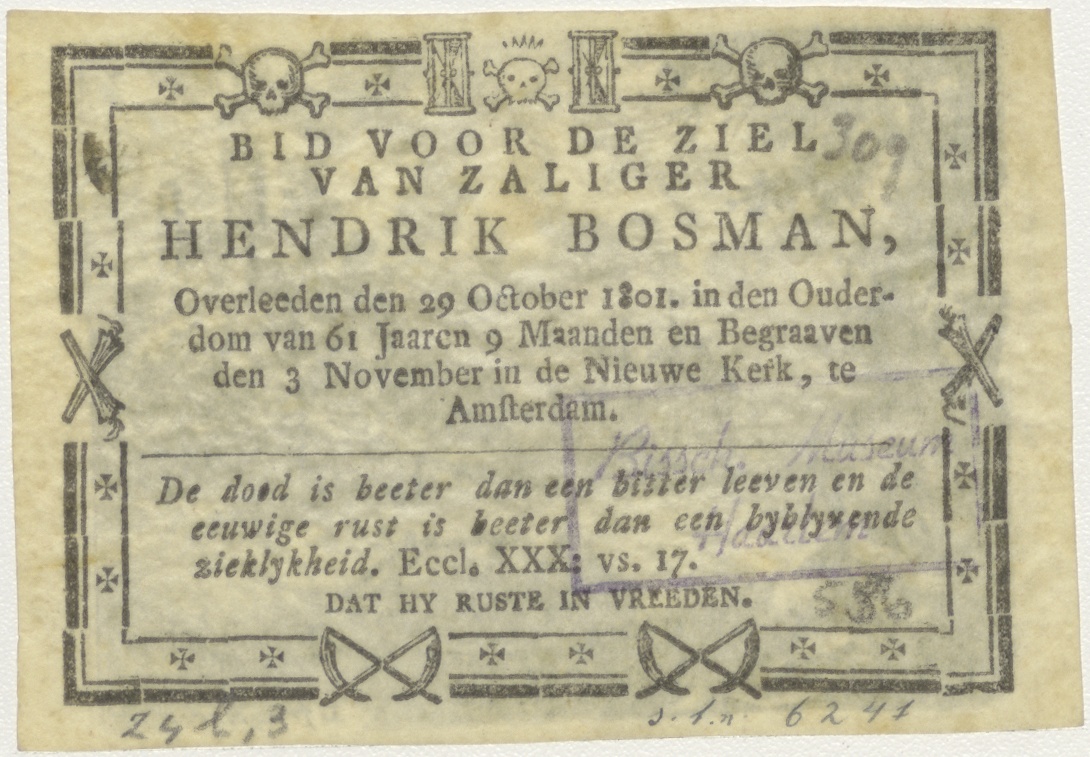 BID VOOR DE ZIEL
309
VAN ZALIGER
HENDRIK BOSMAN,
Overleeden den 29 October 1801. in den Ouder-
dom van 61 Jaaren 9 Maanden en Begraaven
den 3 November in de Nieuwe Kerk, te
Amſterdam.
Bissch. Museum
Haarlem
De dood is beeter dan een bitter leeven en de
eeuwige rust is beeter dan een byblyvende
zieklykheid. Eccl. XXX: vs. 17.
DAT HY RUSTE IN VREEDEN.
s.l.n. 6241